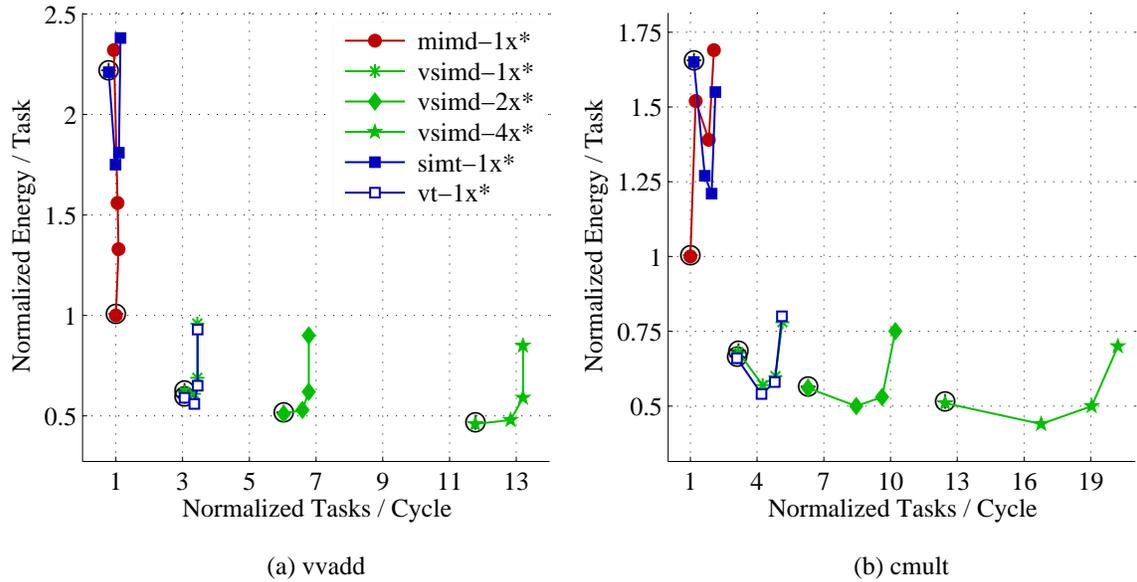 2.5
2
1.5
1
0.5
Normalized Energy / Task
mimd−1x*
vsimd−1x*
vsimd−2x*
vsimd−4x*
simt−1x*
vt−1x*
1 3 5 7 9 11 13
Normalized Tasks / Cycle
(a) vvadd
1.75
1.5
1.25
1
0.75
0.5
Normalized Energy / Task
1 4 7 10 13 16 19
Normalized Tasks / Cycle
(b) cmult